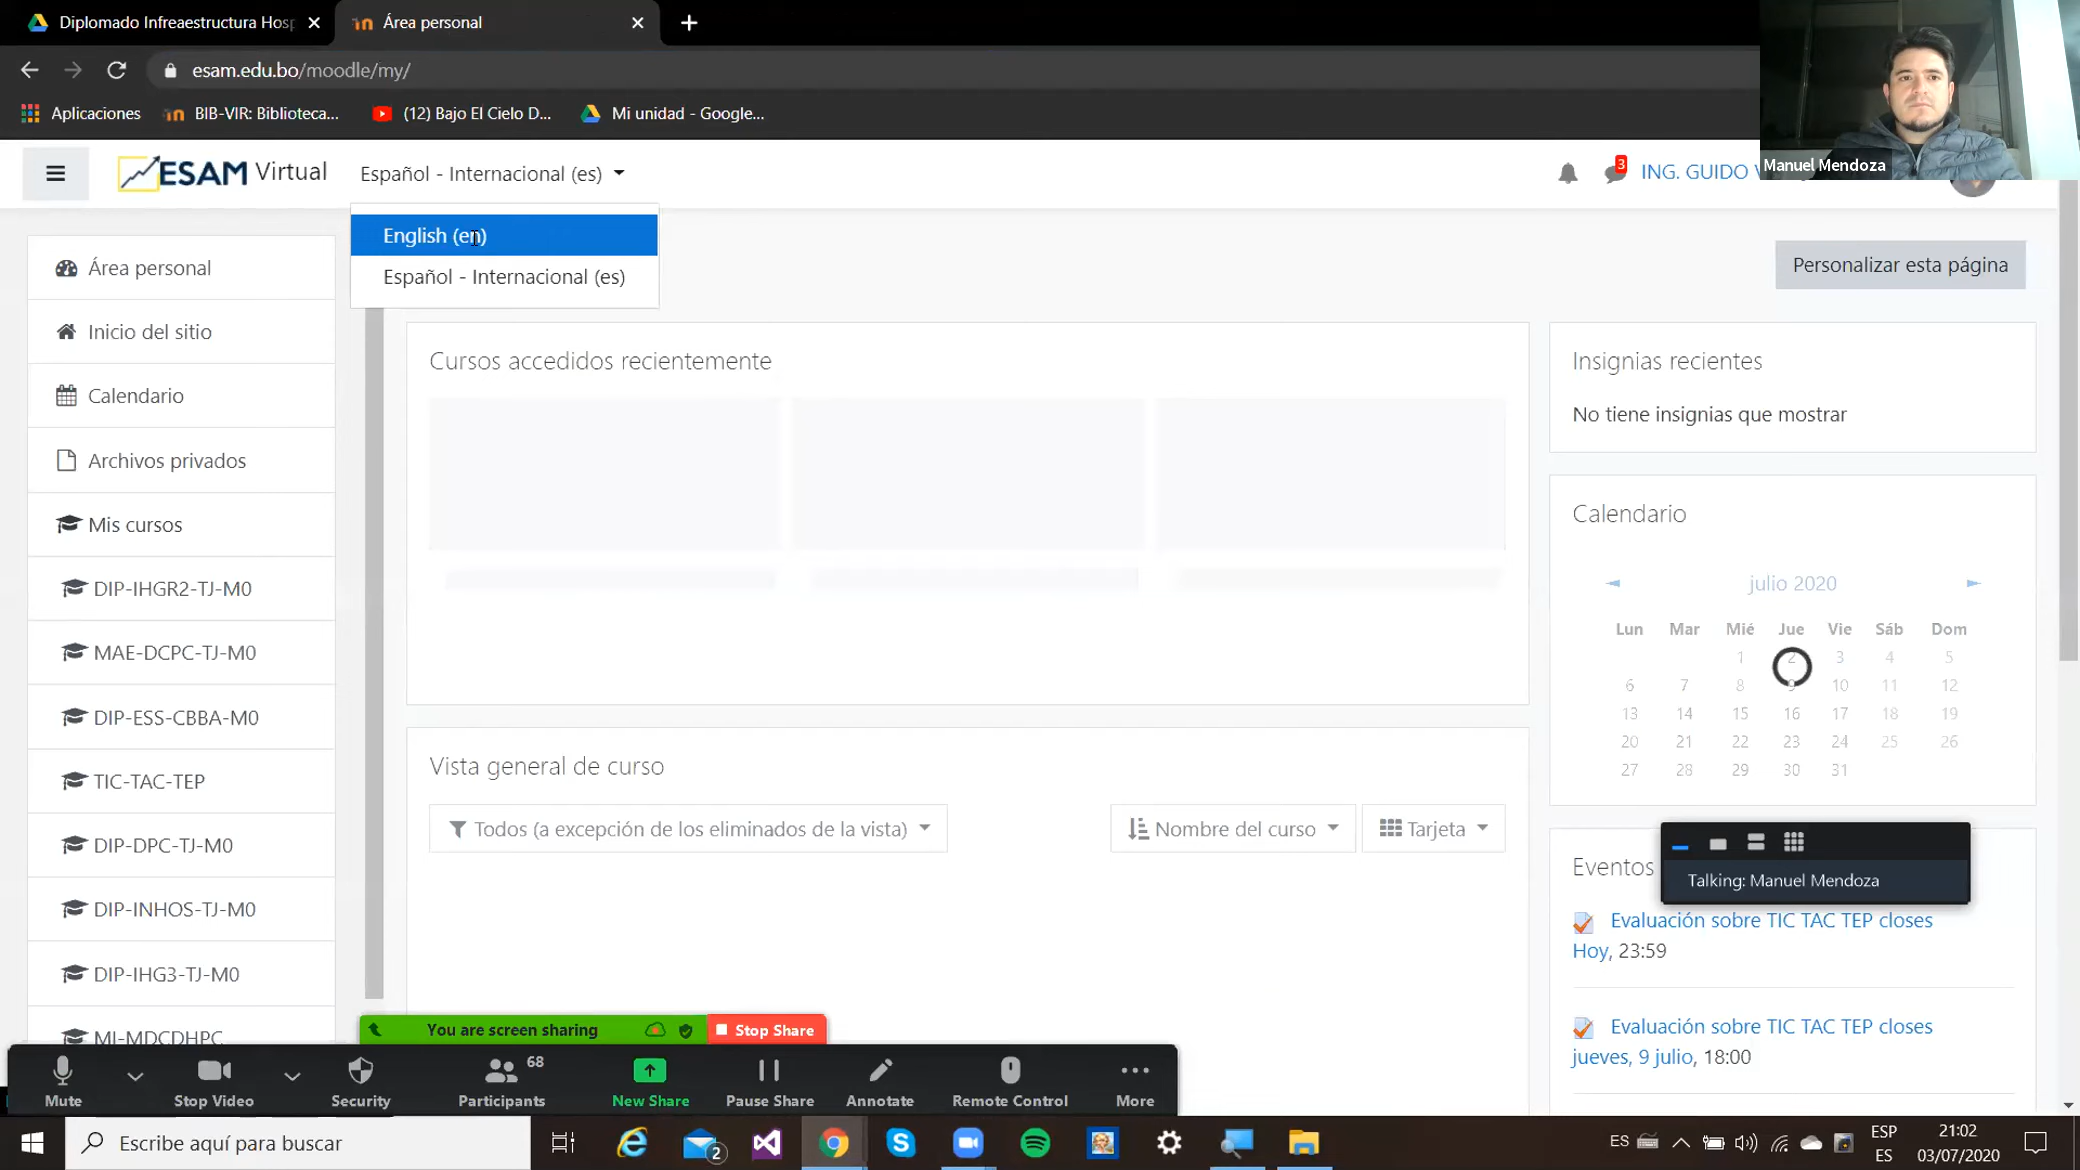 Diplomado Infreaestructura Hosp
Área personal
esam.edu.bo/moodle/my/
Aplicaciones
BIB-VIR: Biblioteca...
(12) Bajo El Cielo D...
Mi unidad - Google...
Manuel Mendoza
ESAM Virtual
Español - Internacional (es)
3
ING. GUIDO V
English (en)
Español - Internacional (es)
Personalizar esta página
Área personal
Inicio del sitio
Calendario
Archivos privados
Mis cursos
DIP-IHGR2-TJ-M0
MAE-DCPC-TJ-M0
DIP-ESS-CBBA-M0
TIC-TAC-TEP
DIP-DPC-TJ-M0
DIP-INHOS-TJ-M0
DIP-IHG3-TJ-M0
MI-MDCDHPC
Cursos accedidos recientemente
Vista general de curso
Todos (a excepción de los eliminados de la vista)
Nombre del curso
Tarjeta
Insignias recientes
No tiene insignias que mostrar
Calendario
julio 2020
Lun Mar Mié Jue Vie Sáb Dom
1 2 3 4 5
6 7 8 9 10 11 12
13 14 15 16 17 18 19
20 21 22 23 24 25 26
27 28 29 30 31
Talking: Manuel Mendoza
Eventos
Evaluación sobre TIC TAC TEP closes
Hoy, 23:59
Evaluación sobre TIC TAC TEP closes
jueves, 9 julio, 18:00
You are screen sharing
Stop Share
Mute
Stop Video
Security
68
Participants
New Share
Pause Share
Annotate
Remote Control
More
Escribe aquí para buscar
2
ES
ESP
ES
21:02
03/07/2020